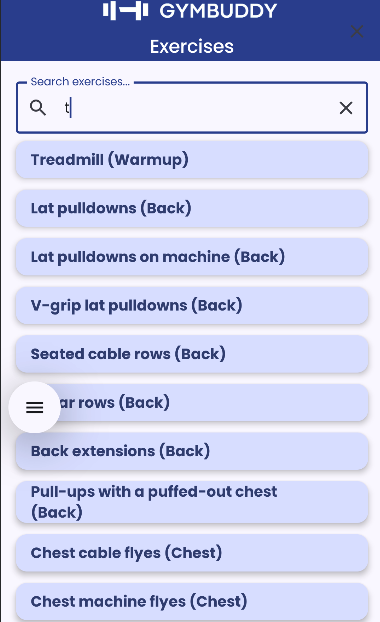 GYMBUDDY
Exercises
Search exercises...
t
Treadmill (Warmup)
Lat pulldowns (Back)
Lat pulldowns on machine (Back)
V-grip lat pulldowns (Back)
Seated cable rows (Back)
rows (Back)
Back extensions (Back)
Pull-ups with a puffed-out chest
(Back)
Chest cable flyes (Chest)
Chest machine flyes (Chest)